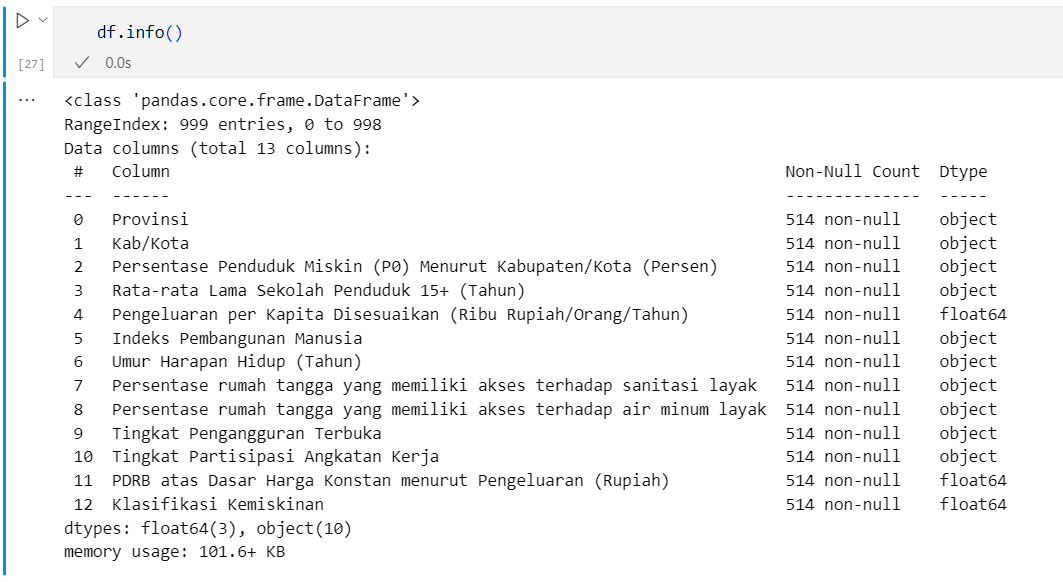 df.info()
[27] 0.0s
... <class 'pandas.core.frame.DataFrame'>
RangeIndex: 999 entries, 0 to 998
Data columns (total 13 columns):
# Column Non-Null Count Dtype
--- ------ -------------- -----
0 Provinsi 514 non-null object
1 Kab/Kota 514 non-null object
2 Persentase Penduduk Miskin (P0) Menurut Kabupaten/Kota (Persen) 514 non-null object
3 Rata-rata Lama Sekolah Penduduk 15+ (Tahun) 514 non-null object
4 Pengeluaran per Kapita Disesuaikan (Ribu Rupiah/Orang/Tahun) 514 non-null float64
5 Indeks Pembangunan Manusia 514 non-null object
6 Umur Harapan Hidup (Tahun) 514 non-null object
7 Persentase rumah tangga yang memiliki akses terhadap sanitasi layak 514 non-null object
8 Persentase rumah tangga yang memiliki akses terhadap air minum layak 514 non-null object
9 Tingkat Pengangguran Terbuka 514 non-null object
10 Tingkat Partisipasi Angkatan Kerja 514 non-null object
11 PDRB atas Dasar Harga Konstan menurut Pengeluaran (Rupiah) 514 non-null float64
12 Klasifikasi Kemiskinan 514 non-null float64
dtypes: float64(3), object(10)
memory usage: 101.6+ KB